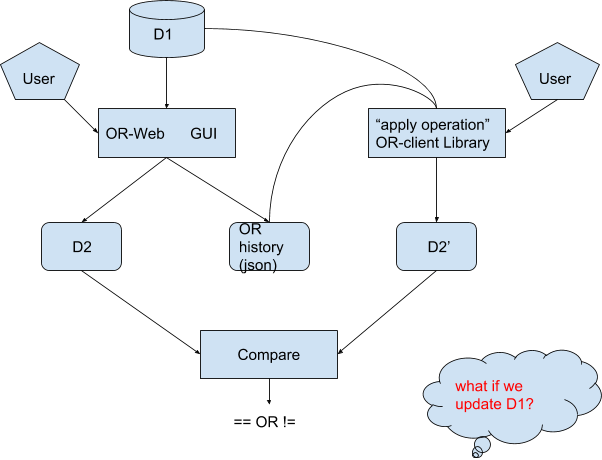 D1
User
User
OR-Web GUI
“apply operation”
OR-client Library
D2
OR
history
(json)
D2’
Compare
what if we
update D1?
== OR !=